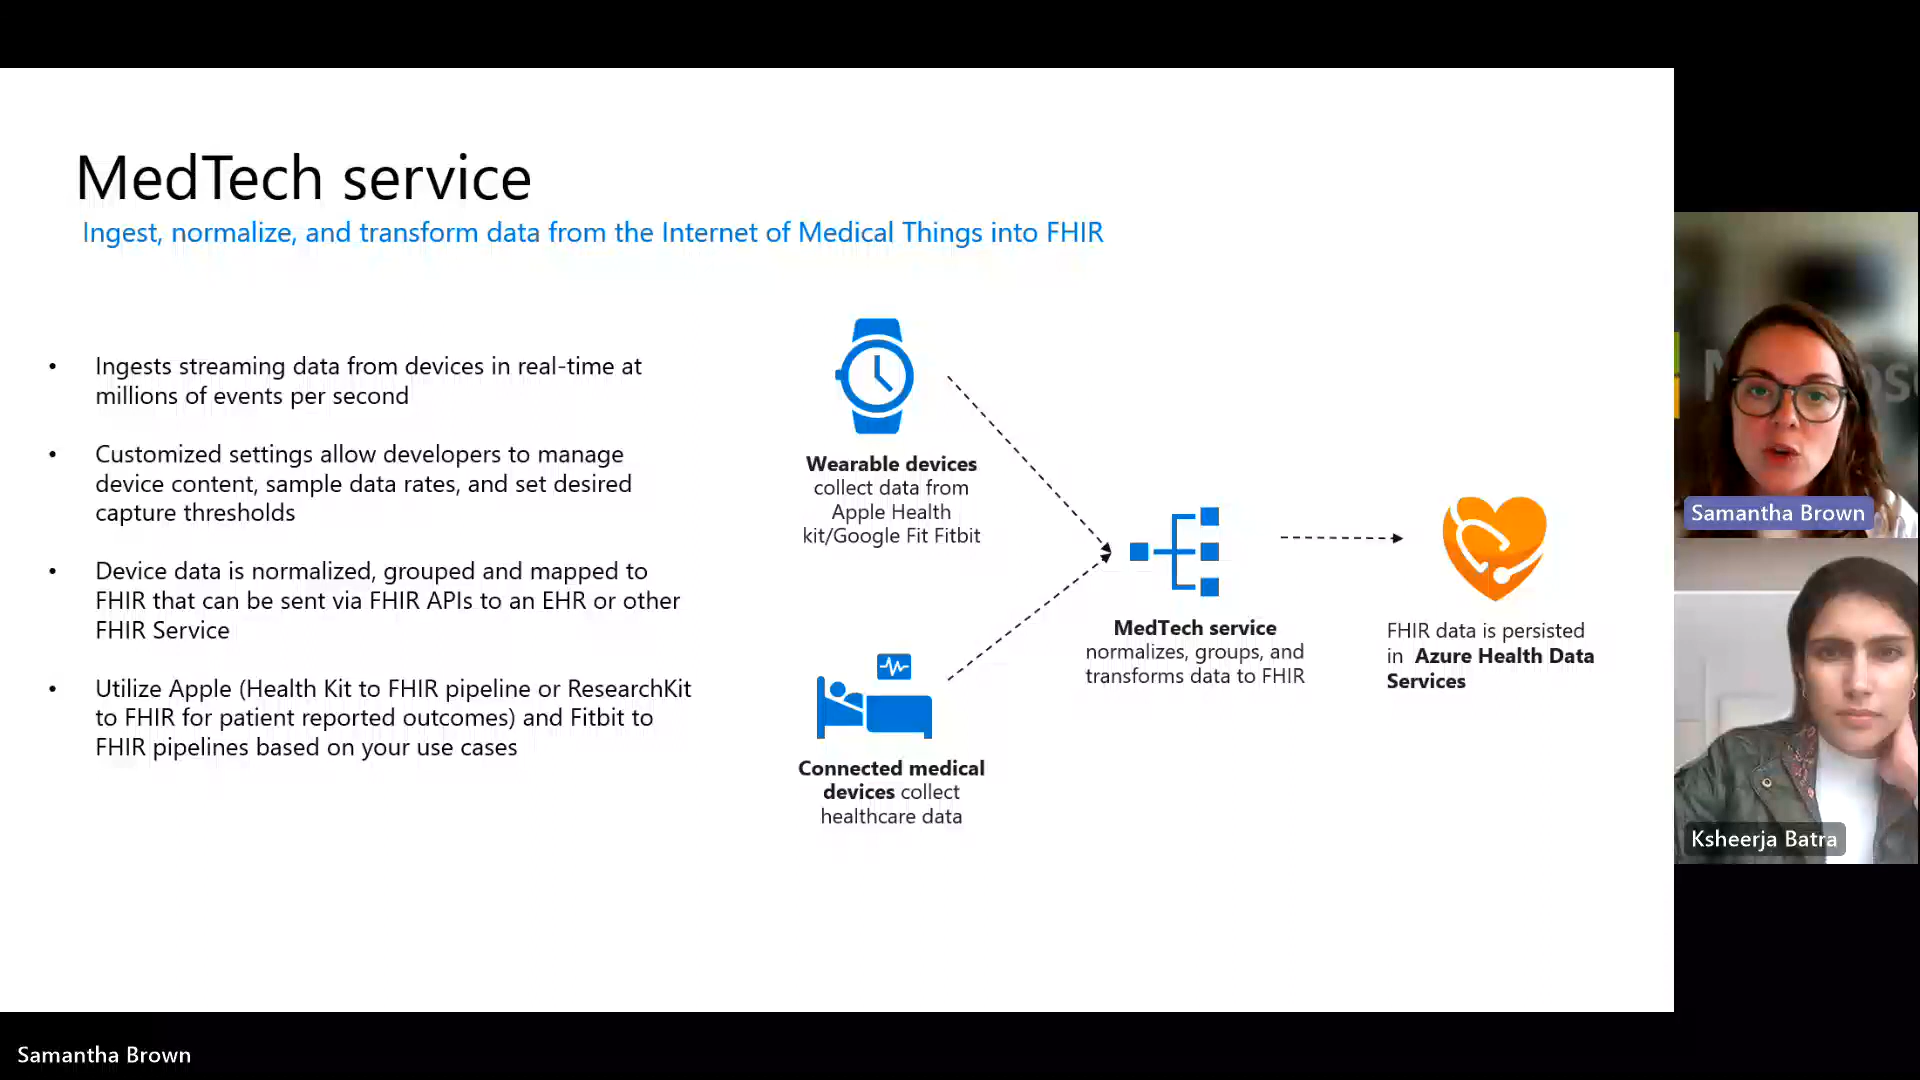 MedTech service
Ingest, normalize, and transform data from the Internet of Medical Things into FHIR
• Ingests streaming data from devices in real-time at
millions of events per second
• Customized settings allow developers to manage
device content, sample data rates, and set desired
capture thresholds
• Device data is normalized, grouped and mapped to
FHIR that can be sent via FHIR APIs to an EHR or other
FHIR Service
• Utilize Apple (Health Kit to FHIR pipeline or ResearchKit
to FHIR for patient reported outcomes) and Fitbit to
FHIR pipelines based on your use cases
Wearable devices
collect data from
Apple Health
kit/Google Fit Fitbit
Connected medical
devices collect
healthcare data
MedTech service
normalizes, groups, and
transforms data to FHIR
FHIR data is persisted
in Azure Health Data
Services
Samantha Brown
Ksheerja Batra
Samantha Brown